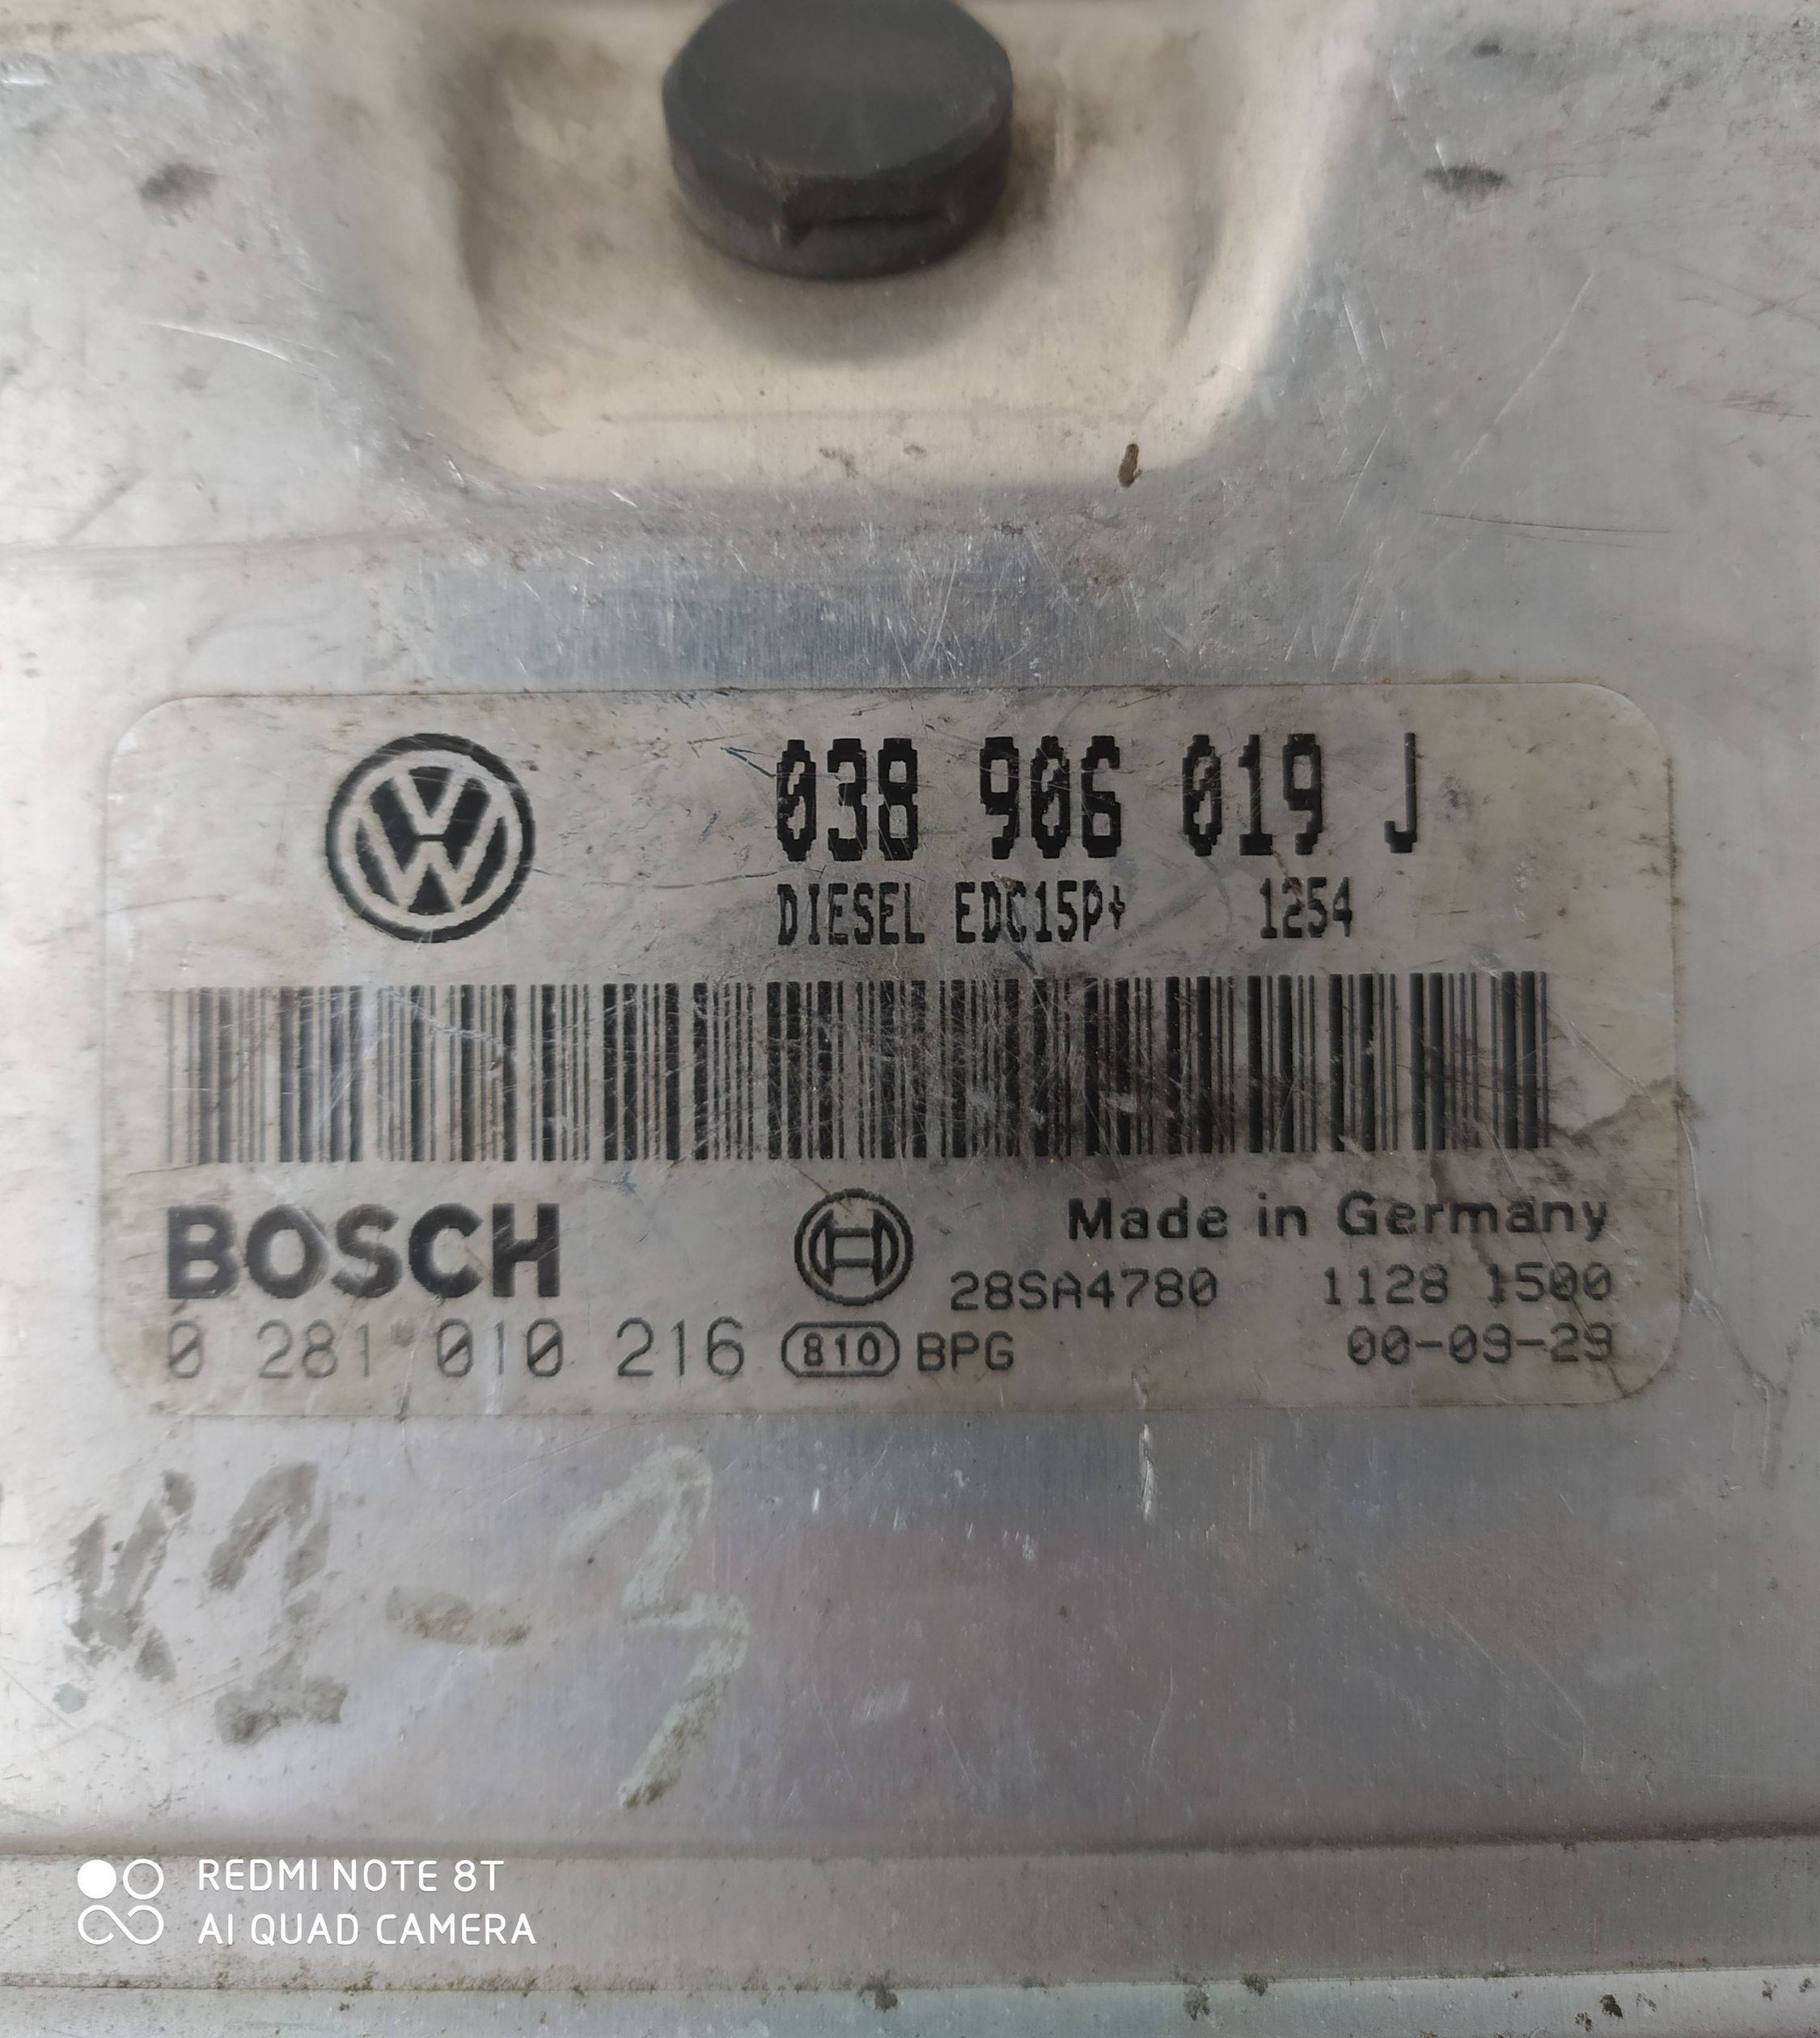 038 906 019 J
DIESEL EDC15P+ 1254
BOSCH
Made in Germany
28SA4780 1128 1500
0 281 010 216 810 BPG 00-09-29
REDMI NOTE 8T
AI QUAD CAMERA